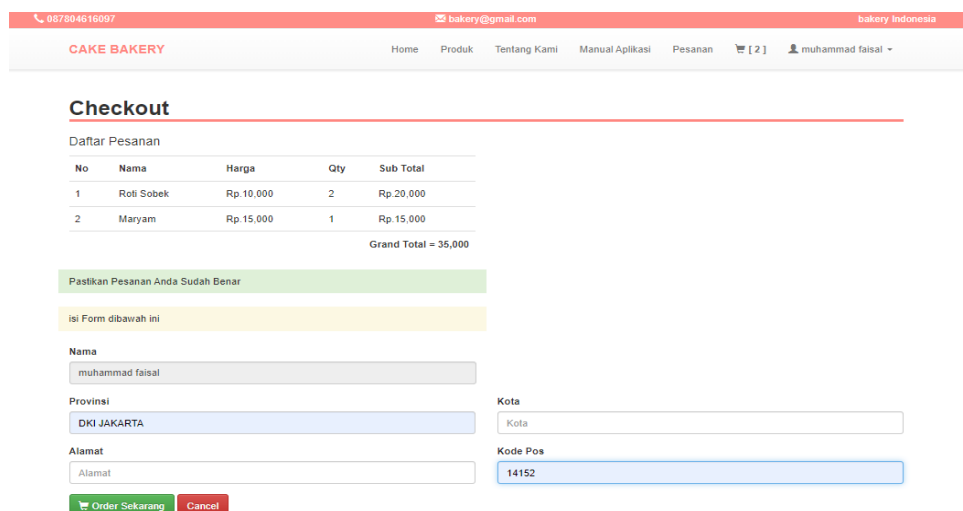 087804616097 bakery@gmail.com bakery Indonesia
CAKE BAKERY Home Produk Tentang Kami Manual Aplikasi Pesanan [ 2 ] muhammad faisal
Checkout
Daftar Pesanan
No Nama Harga Qty Sub Total
1 Roti Sobek Rp.10,000 2 Rp.20,000
2 Maryam Rp.15,000 1 Rp.15,000
Grand Total = 35,000
Pastikan Pesanan Anda Sudah Benar
isi Form dibawah ini
Nama
muhammad faisal
Provinsi Kota
DKI JAKARTA Kota
Alamat Kode Pos
Alamat 14152
Order Sekarang Cancel